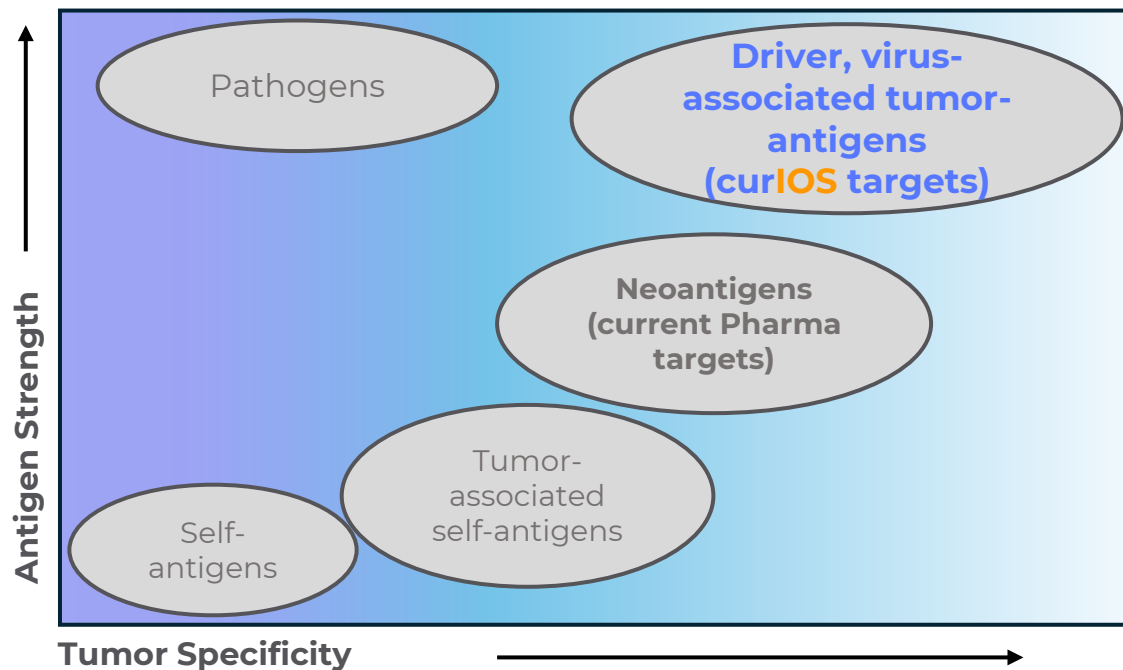 Pathogens
Driver, virus-
associated tumor-
antigens
(curIOS targets)
Neoantigens
(current Pharma
targets)
Tumor-
associated
self-antigens
Self-
antigens
Antigen Strength
Tumor Specificity